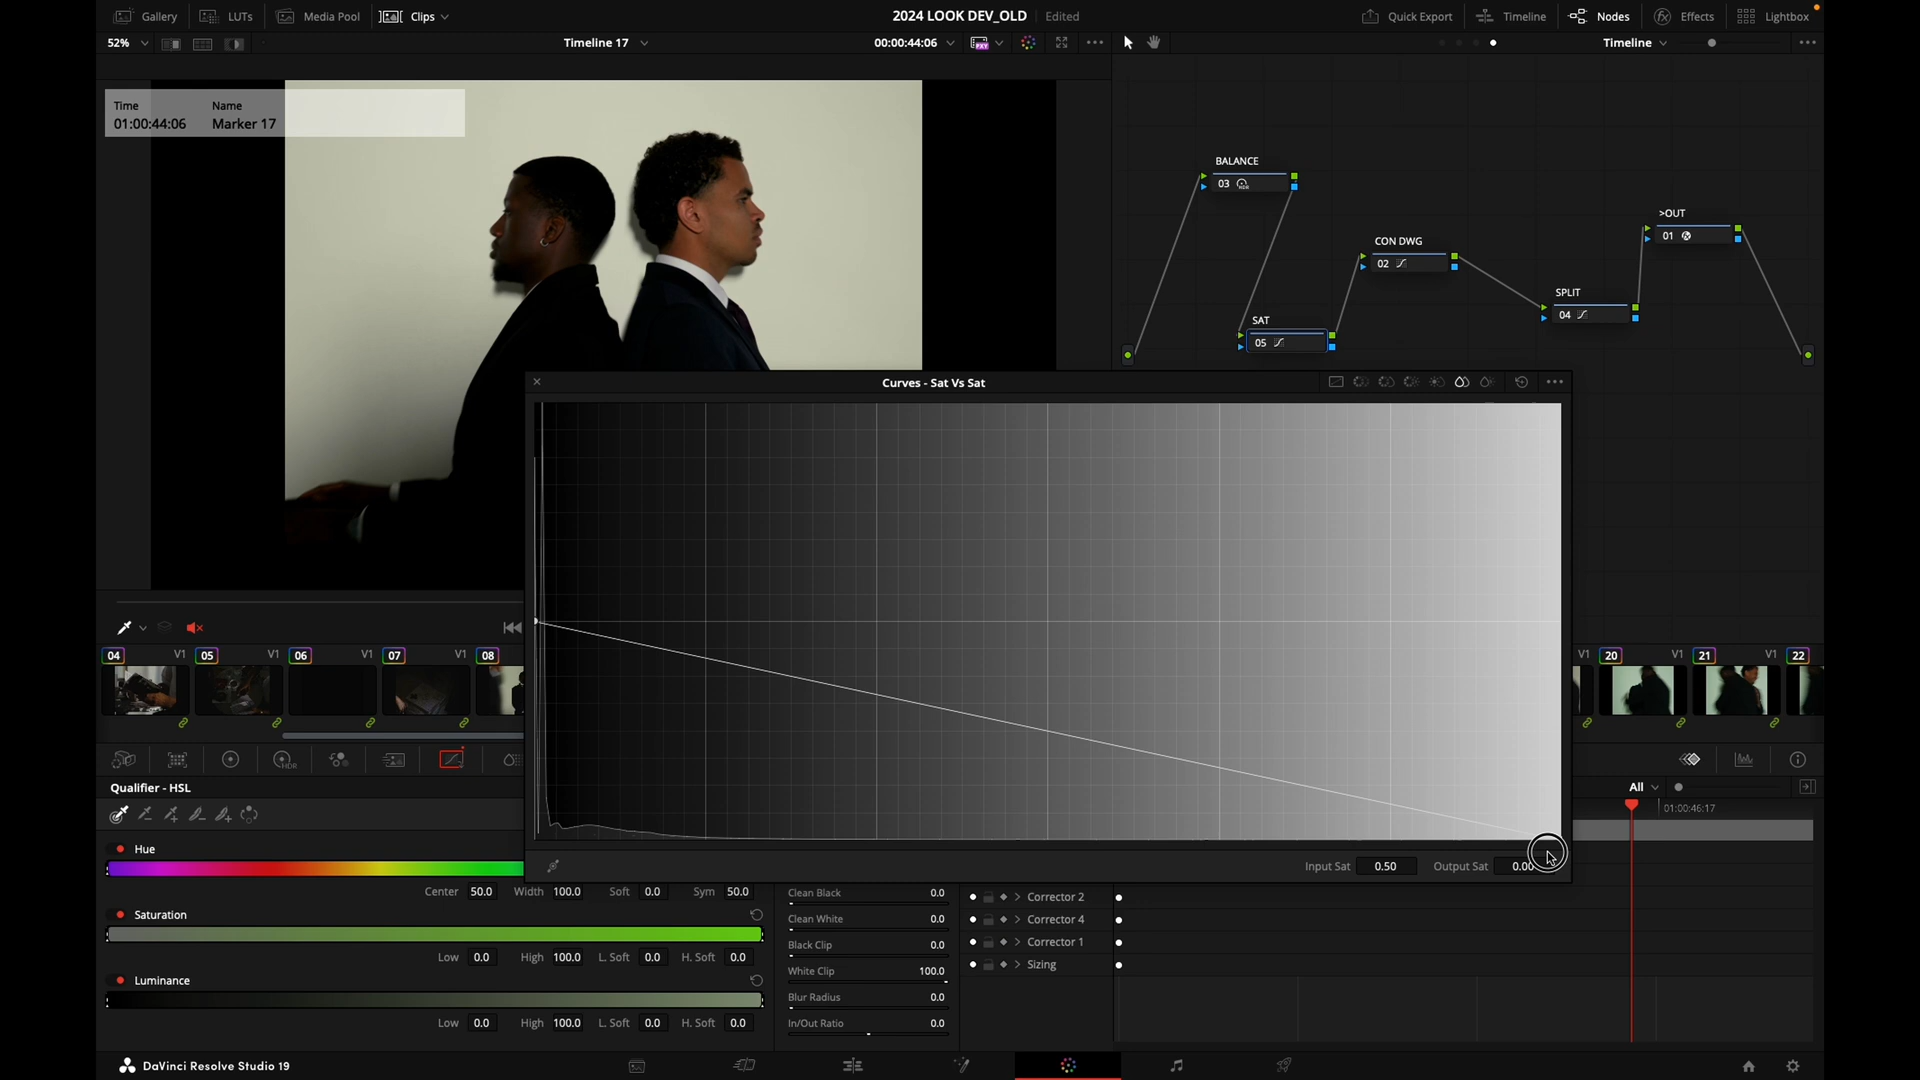 Gallery LUTs Media Pool Clips 2024 LOOK DEV_OLD Edited Quick Export Timeline Nodes Effects Lightbox
52% Timeline 17 00:00:44:06 Timeline
Time Name
01:00:44:06 Marker 17
BALANCE
03 HDR
CON DWG
02
>OUT
01
SPLIT
04
SAT
05
Curves - Sat Vs Sat
Input Sat 0.50 Output Sat 0.00
04 V1 05 V1 06 V1 07 V1 08 V1 20 V1 21 V1 22
HDR
Qualifier - HSL All
01:00:46:17
Hue
Center 50.0 Width 100.0 Soft 0.0 Sym 50.0
Saturation
Low 0.0 High 100.0 L. Soft 0.0 H. Soft 0.0
Luminance
Low 0.0 High 100.0 L. Soft 0.0 H. Soft 0.0
Clean Black 0.0
Clean White 0.0
Black Clip 0.0
White Clip 100.0
Blur Radius 0.0
In/Out Ratio 0.0
Corrector 2
Corrector 4
Corrector 1
Sizing
DaVinci Resolve Studio 19